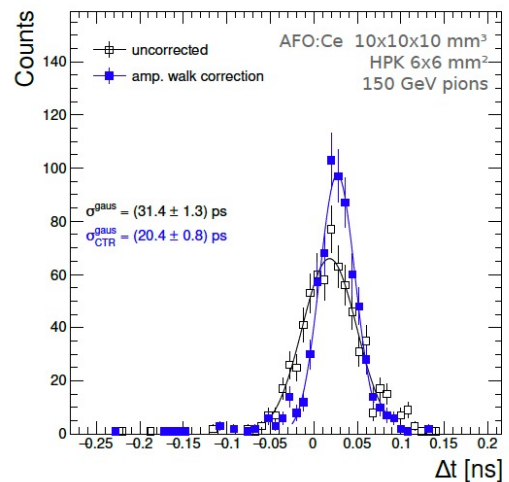 Counts
uncorrected
amp. walk correction
AFO:Ce 10x10x10 mm³
HPK 6x6 mm²
150 GeV pions
σ^gaus = (31.4 ± 1.3) ps
σ^gaus_CTR = (20.4 ± 0.8) ps
140
120
100
80
60
40
20
0
−0.25 −0.2 −0.15 −0.1 −0.05 0 0.05 0.1 0.15 0.2
Δt [ns]